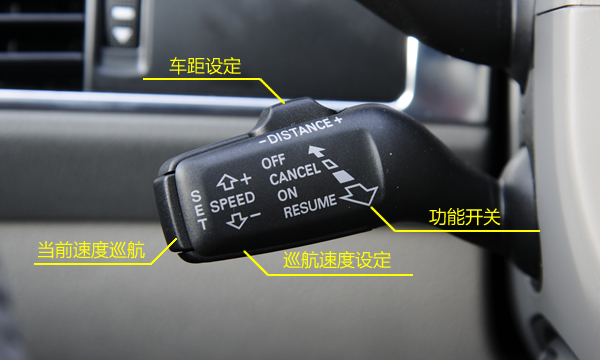 车距设定
-DISTANCE+
OFF
CANCEL
ON
RESUME
+
SPEED
-
SET
功能开关
当前速度巡航
巡航速度设定